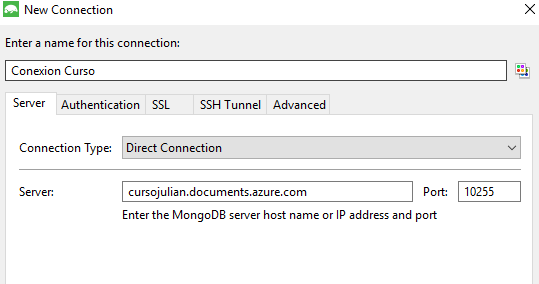 New Connection
Enter a name for this connection:
Conexion Curso
Server Authentication SSL SSH Tunnel Advanced
Connection Type: Direct Connection
Server: cursojulian.documents.azure.com Port: 10255
Enter the MongoDB server host name or IP address and port